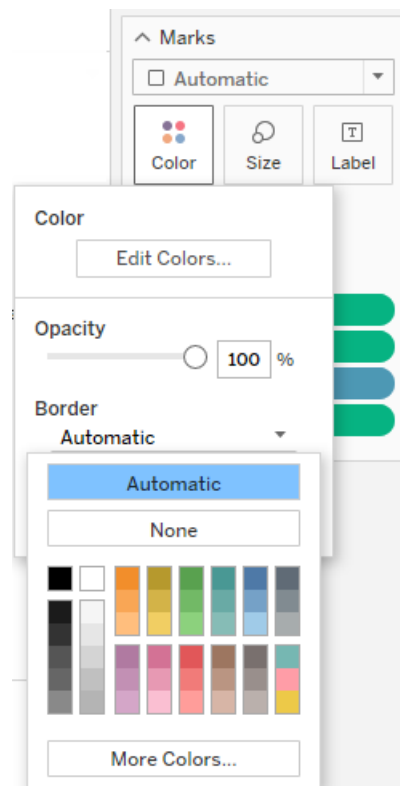 Marks
Automatic
Color Size Label
Color
Edit Colors...
Opacity
100 %
Border
Automatic
Automatic
None
More Colors...